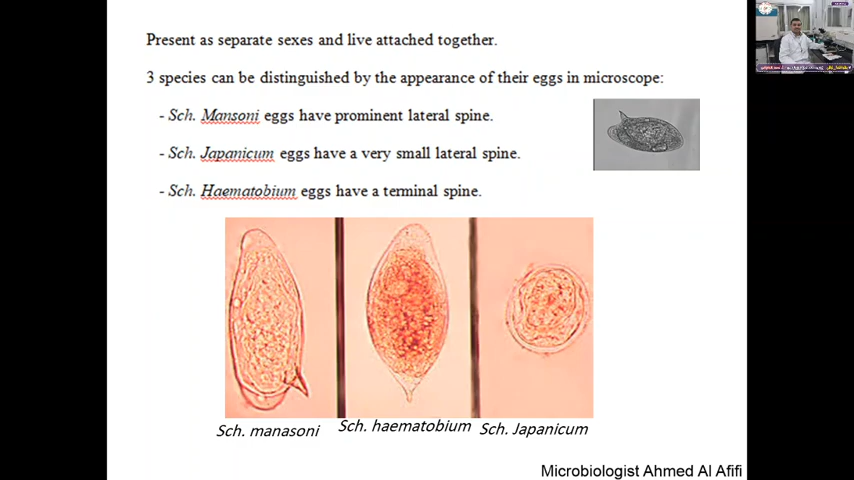 Present as separate sexes and live attached together.
3 species can be distinguished by the appearance of their eggs in microscope:
- Sch. Mansoni eggs have prominent lateral spine.
- Sch. Japanicum eggs have a very small lateral spine.
- Sch. Haematobium eggs have a terminal spine.
Sch. manasoni
Sch. haematobium
Sch. Japanicum
Microbiologist Ahmed Al Afifi